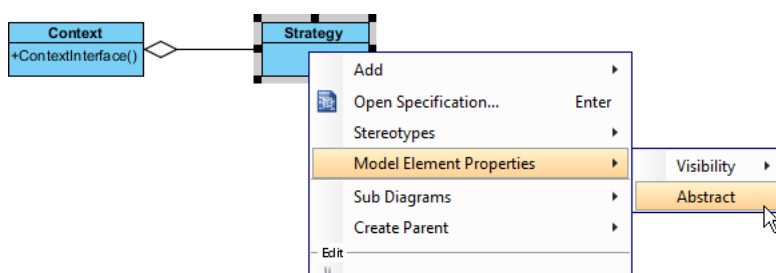 Context
+ContextInterface()
Strategy
Add
Open Specification... Enter
Stereotypes
Model Element Properties
Visibility
Abstract
Sub Diagrams
Create Parent
Edit